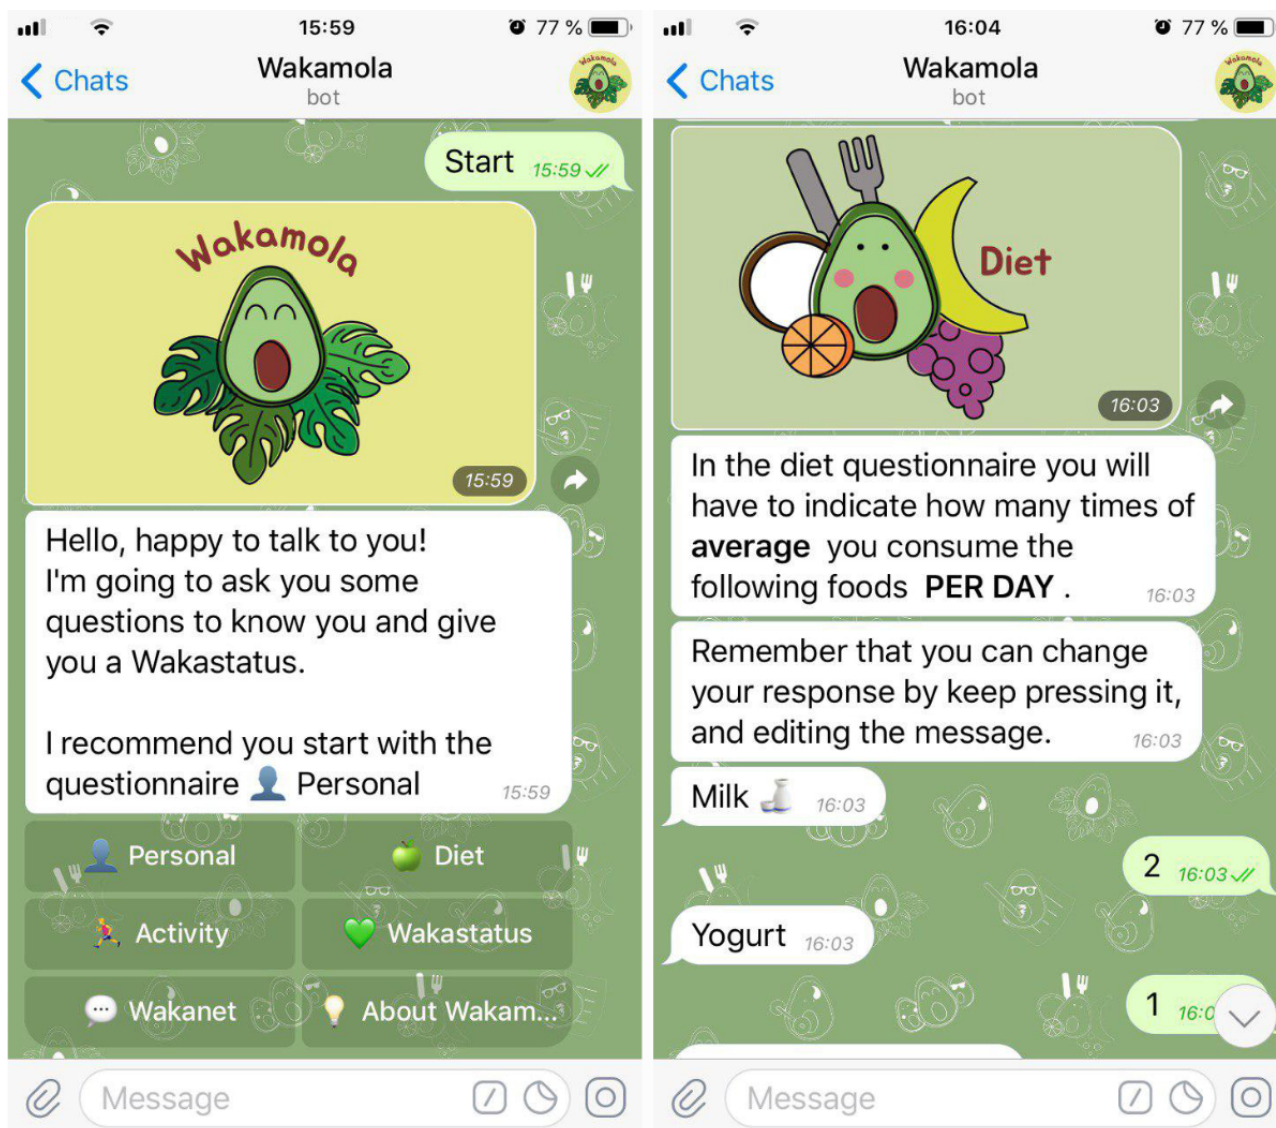 15:59
77 %
Chats
Wakamola
bot
Wakamola
Start 15:59
Wakamola
15:59
Hello, happy to talk to you!
I'm going to ask you some
questions to know you and give
you a Wakastatus.
I recommend you start with the
questionnaire 👤 Personal 15:59
👤 Personal
🍏 Diet
🏃 Activity
💚 Wakastatus
💬 Wakanet
💡 About Wakam...
Message
16:04
77 %
Chats
Wakamola
bot
Wakamola
Diet
16:03
In the diet questionnaire you will
have to indicate how many times of
average you consume the
following foods PER DAY . 16:03
Remember that you can change
your response by keep pressing it,
and editing the message. 16:03
Milk 🍶 16:03
2 16:03
Yogurt 16:03
1 16:0
Message